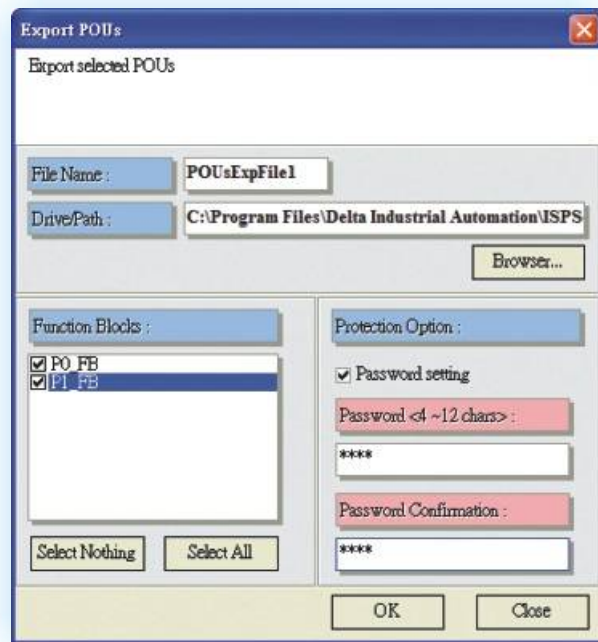 Export POUs
Export selected POUs
File Name :
POUsExpFile1
Drive/Path :
C:\Program Files\Delta Industrial Automation\ISPS
Browser...
Function Blocks :
P0_FB
P1_FB
Select Nothing
Select All
Protection Option :
Password setting
Password <4 ~12 chars> :
****
Password Confirmation :
****
OK
Close